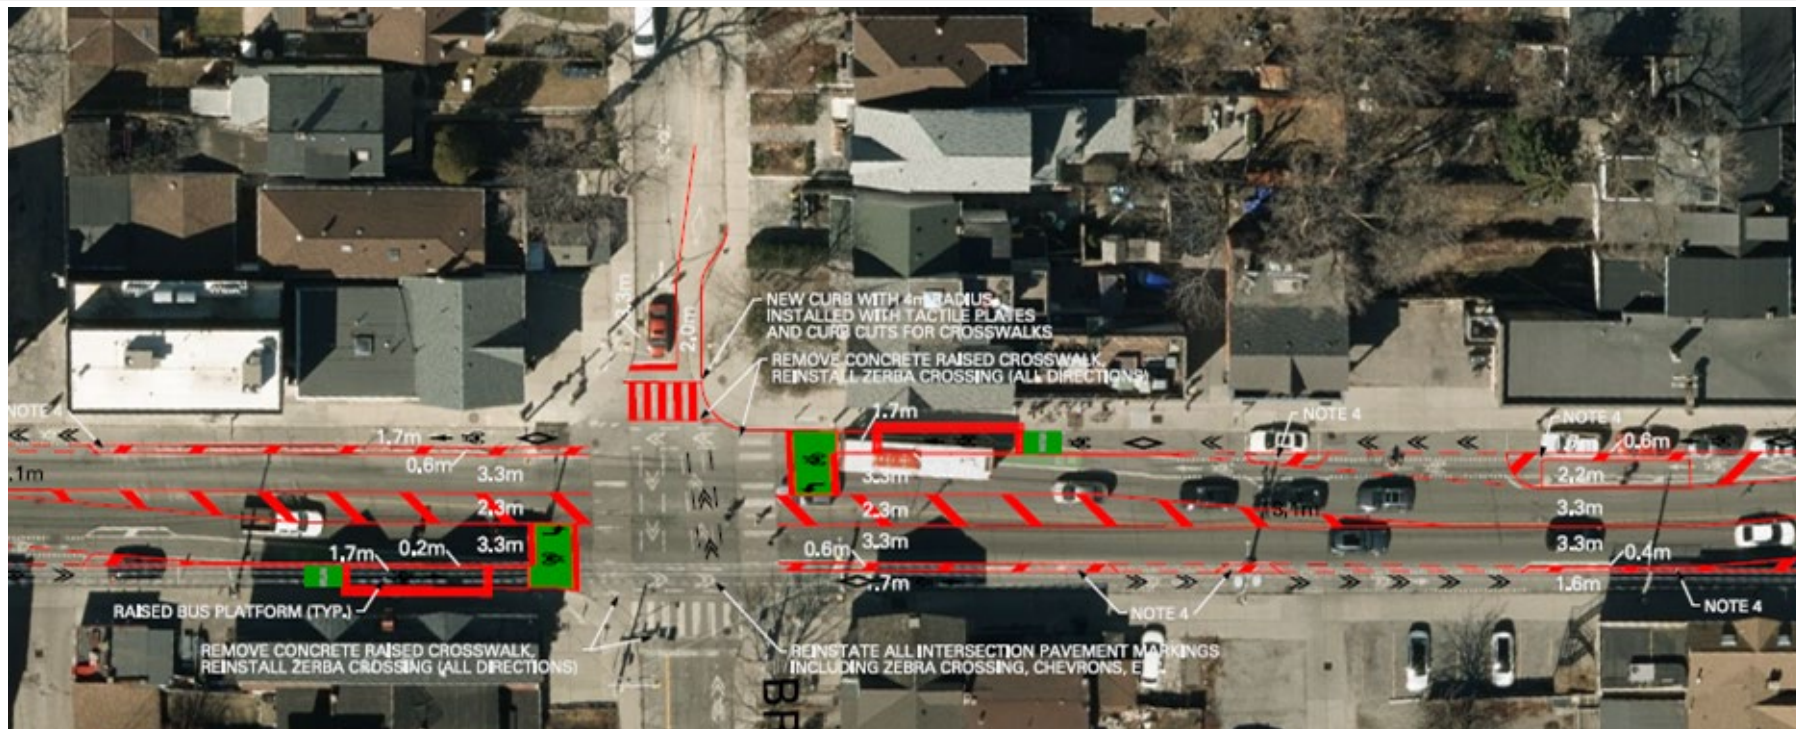 3.3m
2.0m
NEW CURB WITH 4m RADIUS,
INSTALLED WITH TACTILE PLATES
AND CURB CUTS FOR CROSSWALKS
REMOVE CONCRETE RAISED CROSSWALK,
REINSTALL ZERBA CROSSING (ALL DIRECTIONS)
NOTE 4
1.7m
NOTE 4
NOTE 4
1.7m
0.6m
0.6m
.1m
3.3m
3.3m
2.2m
2.3m
2.3m
3.1m
3.3m
1.7m
0.2m
3.3m
0.6m
3.3m
3.3m
0.4m
1.7m
1.6m
RAISED BUS PLATFORM (TYP.)
NOTE 4
NOTE 4
REMOVE CONCRETE RAISED CROSSWALK,
REINSTALL ZERBA CROSSING (ALL DIRECTIONS)
REINSTATE ALL INTERSECTION PAVEMENT MARKINGS
INCLUDING ZEBRA CROSSING, CHEVRONS,